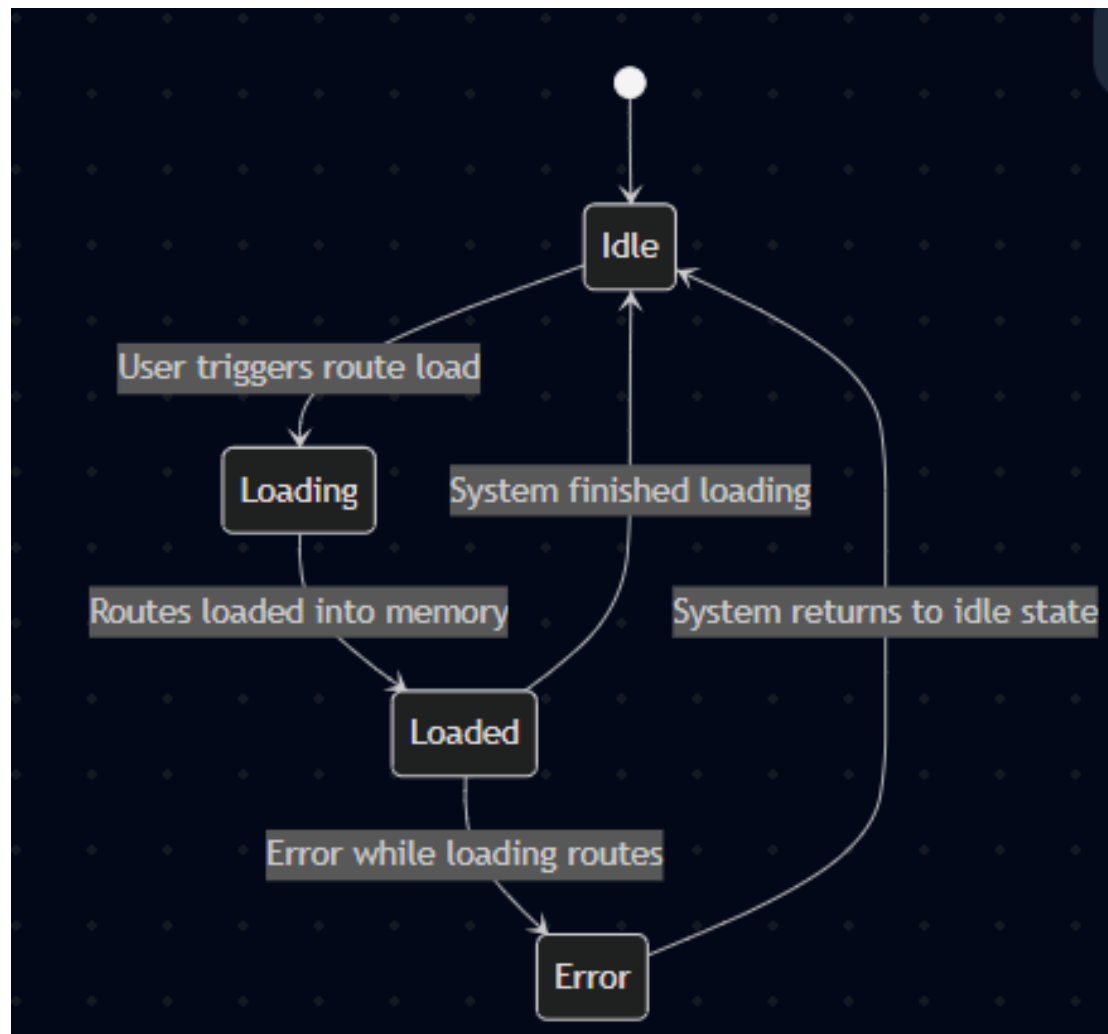 Idle
User triggers route load
Loading
System finished loading
Routes loaded into memory
System returns to idle state
Loaded
Error while loading routes
Error